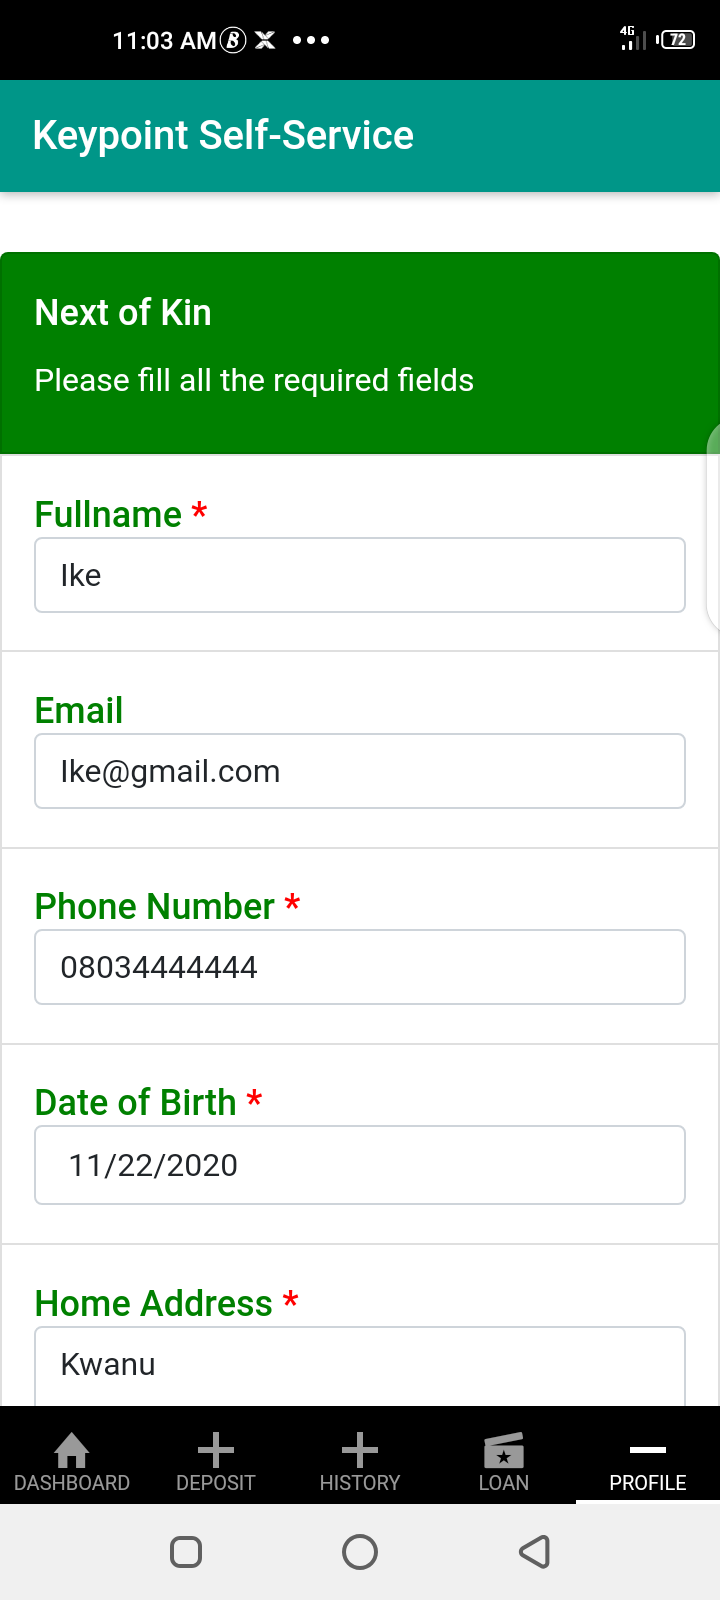 11:03 AM
4G
72
Keypoint Self-Service
Next of Kin
Please fill all the required fields
Fullname *
Ike
Email
Ike@gmail.com
Phone Number *
08034444444
Date of Birth *
11/22/2020
Home Address *
Kwanu
DASHBOARD DEPOSIT HISTORY LOAN PROFILE